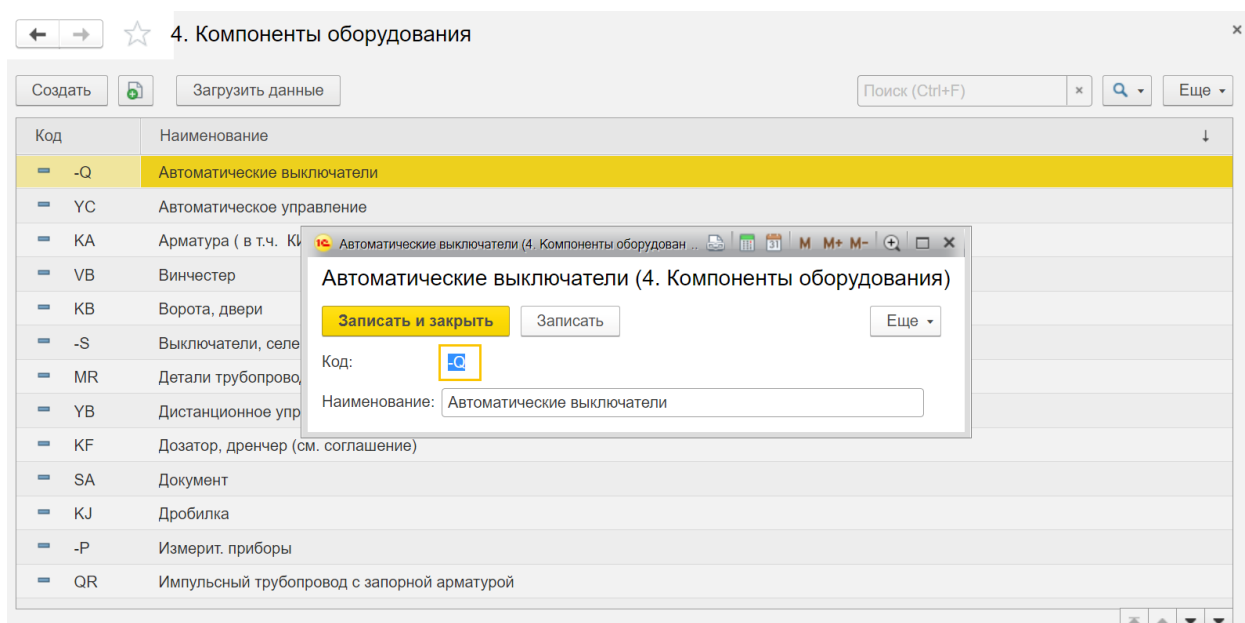 4. Компоненты оборудования
Создать Загрузить данные Поиск (Ctrl+F) × Еще
Код Наименование ↓
-Q Автоматические выключатели
YC Автоматическое управление
KA Арматура ( в т.ч.
VB Винчестер
KB Ворота, двери
-S Выключатели,
MR Детали
YB Дистанционное
KF Дозатор, дренчер (см. соглашение)
SA Документ
KJ Дробилка
-P Измерит. приборы
QR Импульсный трубопровод с запорной арматурой
1С Автоматические выключатели (4. Компоненты оборудован .. 31 M M+ M-
Автоматические выключатели (4. Компоненты оборудования)
Записать и закрыть Записать Еще
Код: -Q
Наименование: Автоматические выключатели